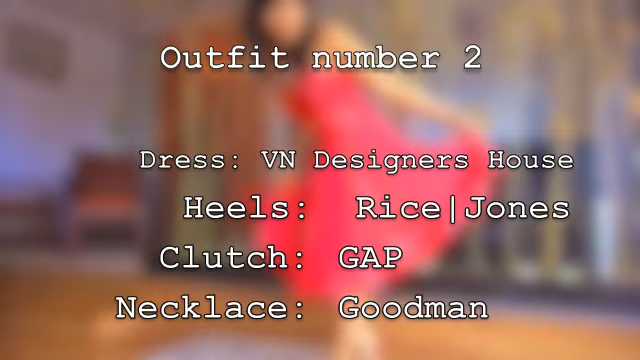 Outfit number 2
Dress: VN Designers House
Heels: Rice|Jones
Clutch: GAP
Necklace: Goodman